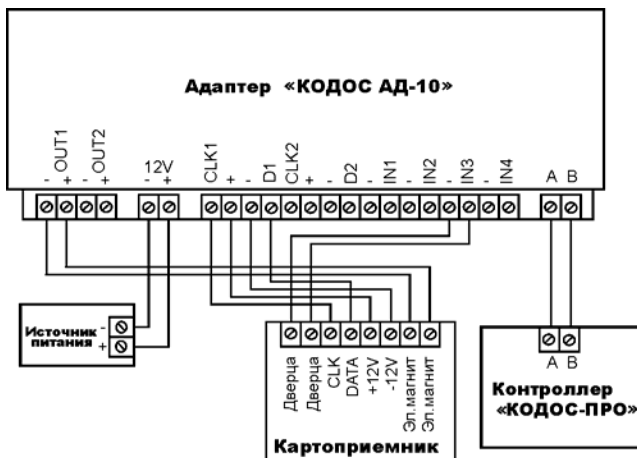 Адаптер «КОДОС АД-10»
- OUT1 + - OUT2 + - 12V + CLK1 + - D1 CLK2 + - D2 - IN1 - IN2 - IN3 - IN4 A B
Источник -
питания +
Дверца Дверца CLK DATA +12V -12V Эл.магнит Эл.магнит
Картоприемник
A B
Контроллер
«КОДОС-ПРО»